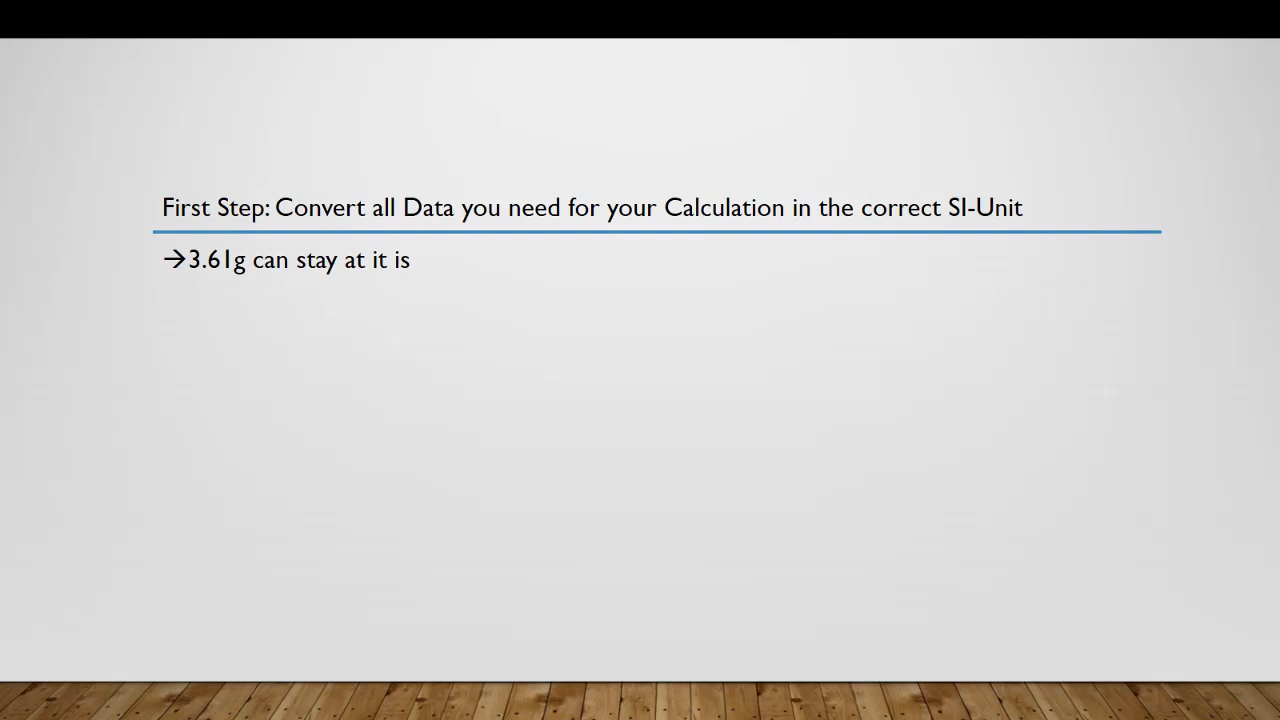 First Step: Convert all Data you need for your Calculation in the correct SI-Unit
→3.61g can stay at it is